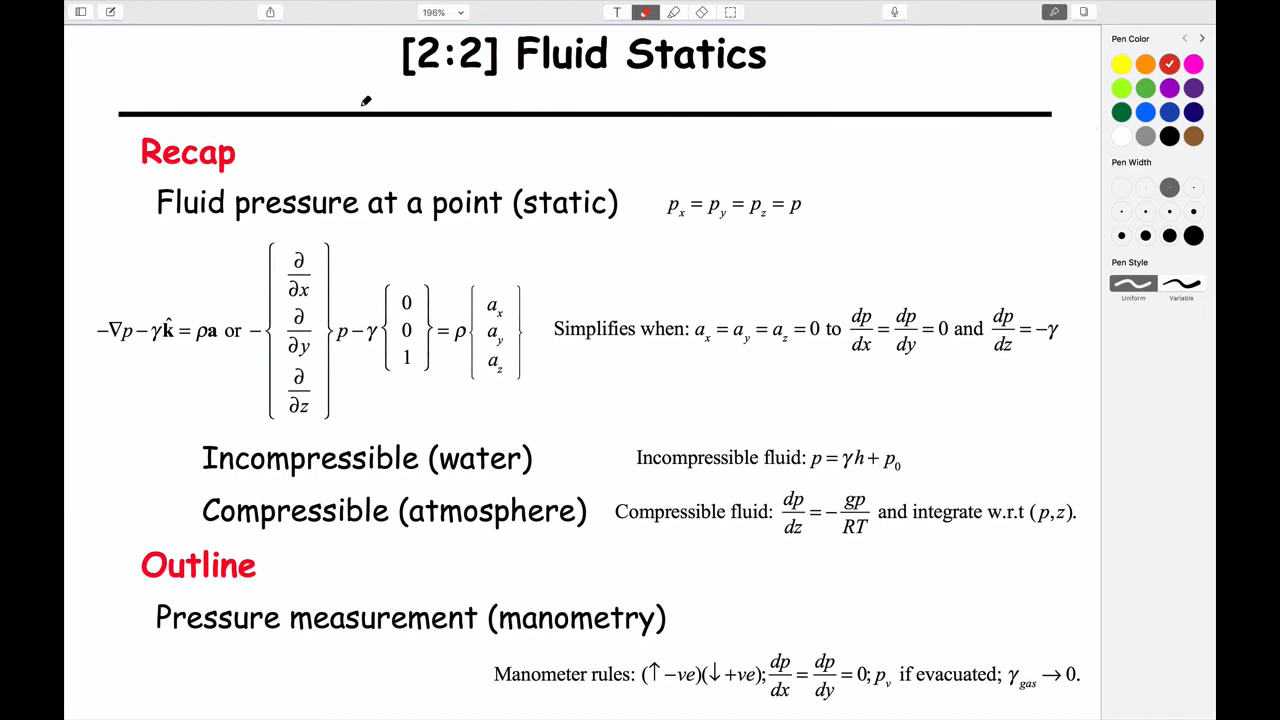 196%
T
[2:2] Fluid Statics
Pen Color
Recap
Pen Width
Fluid pressure at a point (static) p_x = p_y = p_z = p
Pen Style
Uniform Variable
−∇p − γk̂ = ρa or − { ∂/∂x ∂/∂y ∂/∂z } p − γ { 0 0 1 } = ρ { a_x a_y a_z } Simplifies when: a_x = a_y = a_z = 0 to dp/dx = dp/dy = 0 and dp/dz = −γ
Incompressible (water) Incompressible fluid: p = γh + p_0
Compressible (atmosphere) Compressible fluid: dp/dz = − gp/RT and integrate w.r.t (p,z).
Outline
Pressure measurement (manometry)
Manometer rules: (↑ −ve)(↓ +ve); dp/dx = dp/dy = 0; p_v if evacuated; γ_gas → 0.